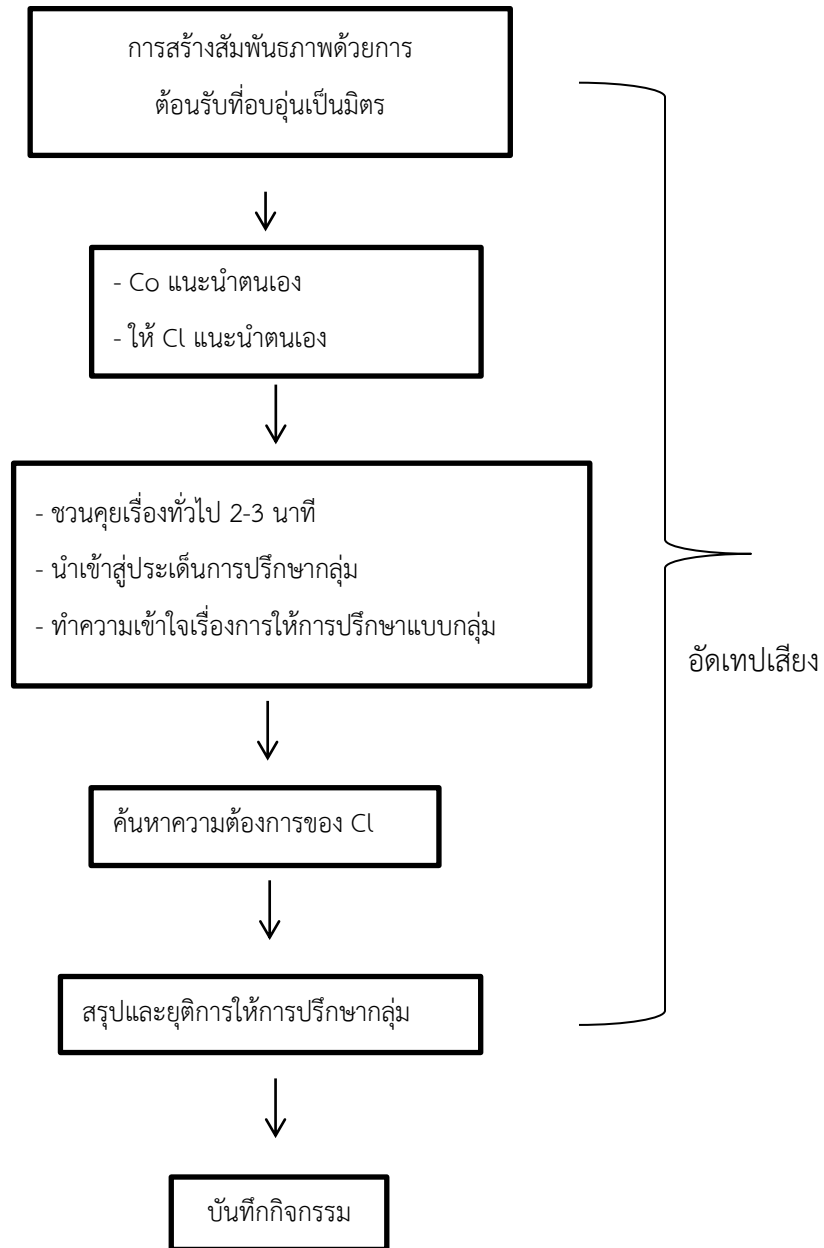 การสร้างสัมพันธภาพด้วยการ
ต้อนรับที่อบอุ่นเป็นมิตร
- Co แนะนำตนเอง
- ให้ Cl แนะนำตนเอง
- ชวนคุยเรื่องทั่วไป 2-3 นาที
- นำเข้าสู่ประเด็นการปรึกษากลุ่ม
- ทำความเข้าใจเรื่องการให้การปรึกษาแบบกลุ่ม
อัดเทปเสียง
ค้นหาความต้องการของ Cl
สรุปและยุติการให้การปรึกษากลุ่ม
บันทึกกิจกรรม